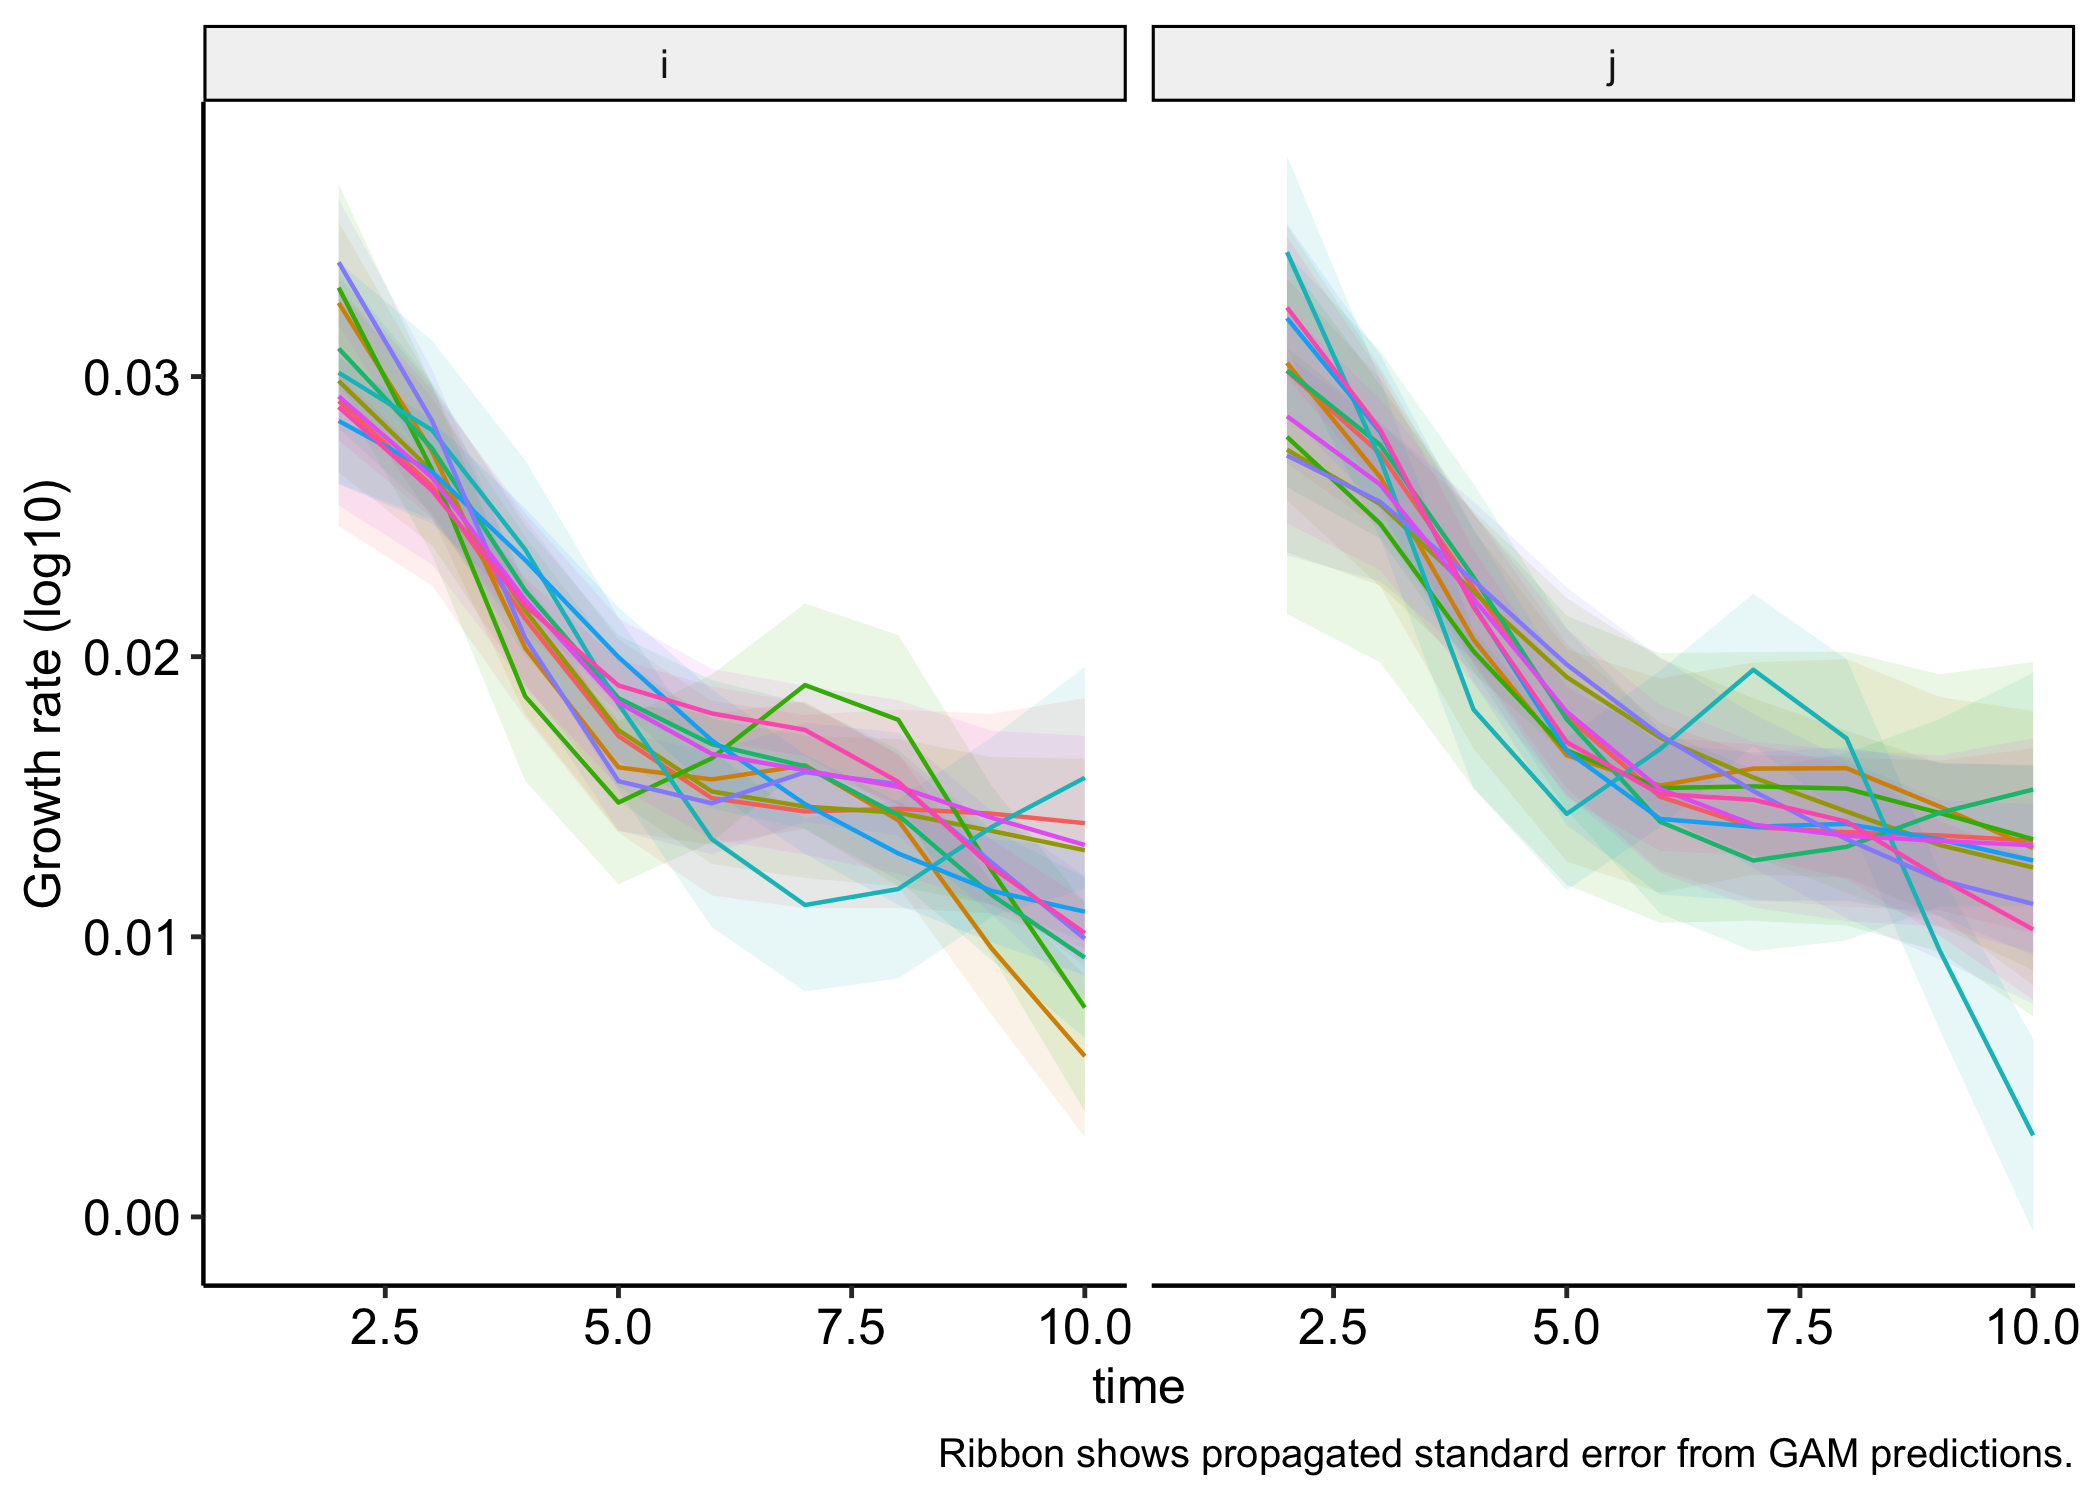 i
j
Growth rate (log10)
0.03
0.02
0.01
0.00
2.5 5.0 7.5 10.0
2.5 5.0 7.5 10.0
time
Ribbon shows propagated standard error from GAM predictions.